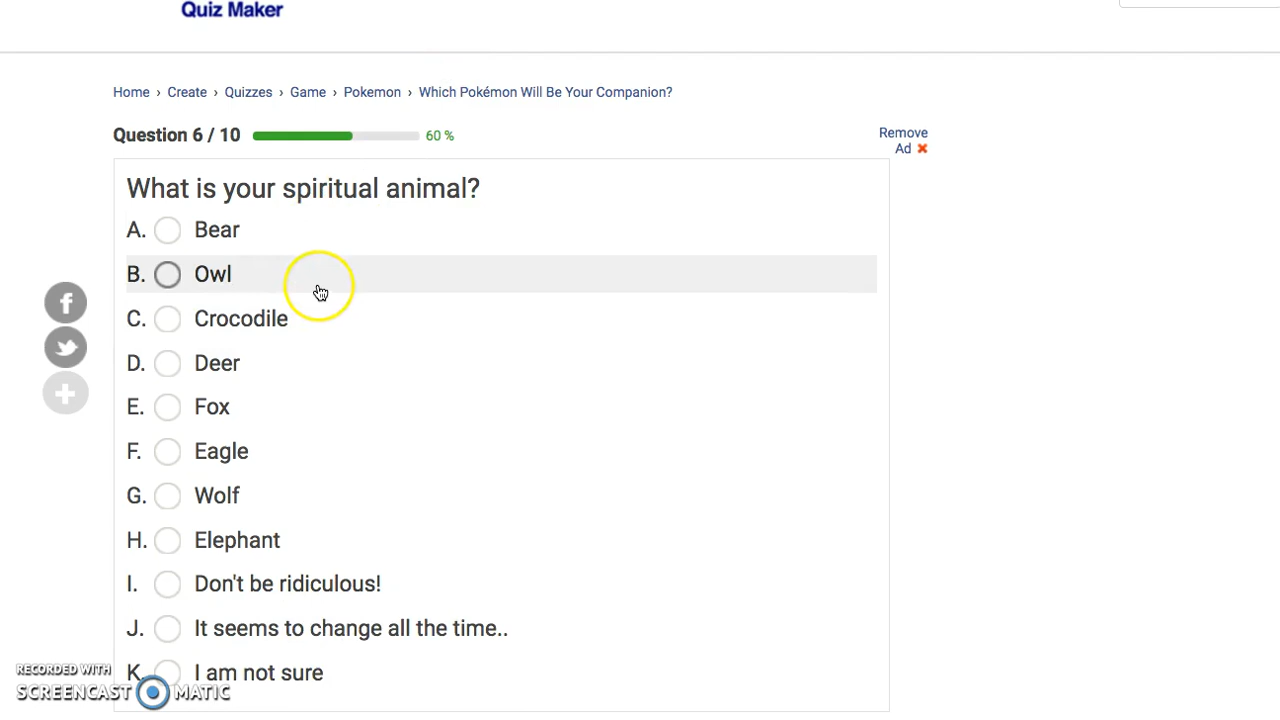 Quiz Maker
Home › Create › Quizzes › Game › Pokemon › Which Pokémon Will Be Your Companion?
Question 6 / 10 60 %
Remove
Ad ✖
What is your spiritual animal?
A. Bear
B. Owl
C. Crocodile
D. Deer
E. Fox
F. Eagle
G. Wolf
H. Elephant
I. Don't be ridiculous!
J. It seems to change all the time..
K. I am not sure
RECORDED WITH
SCREENCAST MATIC